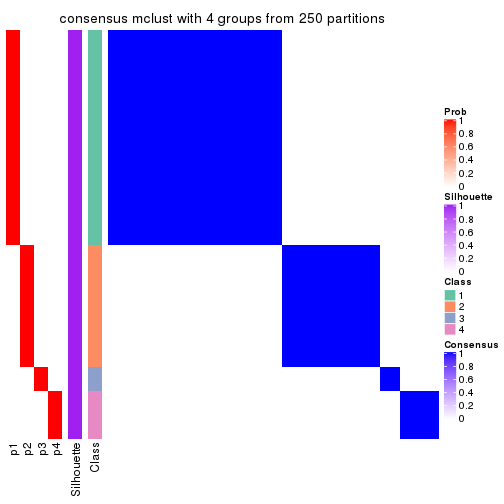 consensus mclust with 4 groups from 250 partitions
Prob
1
0.8
0.6
0.4
0.2
0
Silhouette
1
0.8
0.6
0.4
0.2
0
Class
1
2
3
4
Consensus
1
0.8
0.6
0.4
0.2
0
p1
p2
p3
p4
Silhouette
Class